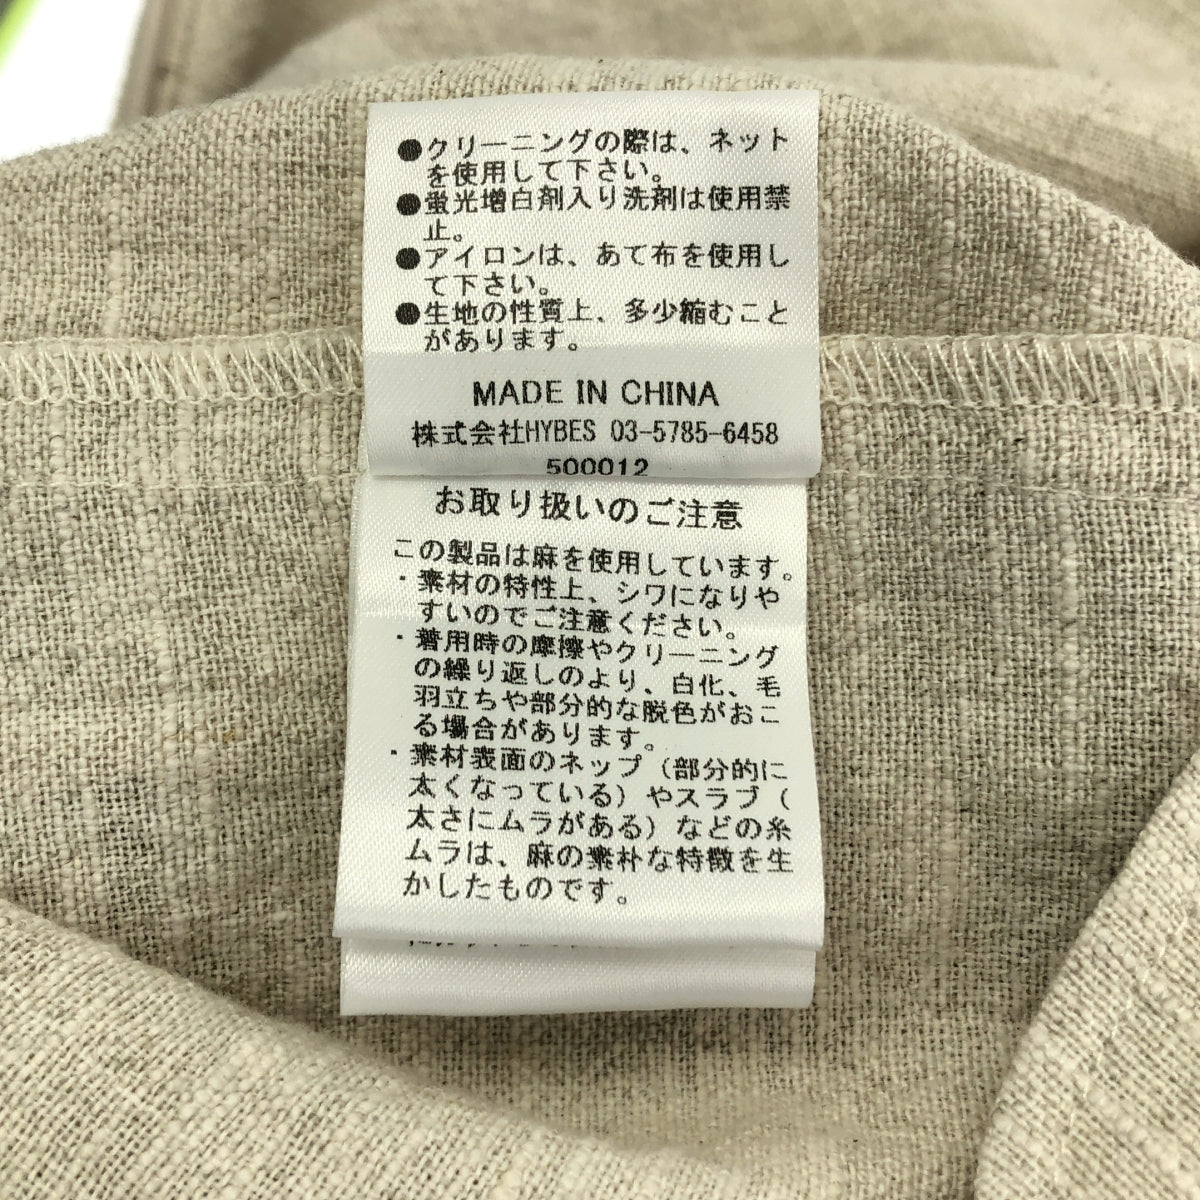 ●クリーニングの際は、ネット
を使用して下さい。
●蛍光増白剤入り洗剤は使用禁
止。
●アイロンは、あて布を使用し
て下さい。
●生地の性質上、多少縮むこと
があります。
MADE IN CHINA
株式会社HYBES 03-5785-6458
500012
お取り扱いのご注意
この製品は麻を使用しています。
・素材の特性上、シワになりや
すいのでご注意ください。
・着用時の摩擦やクリーニング
の繰り返しのより、白化、毛
羽立ちや部分的な脱色がおこ
る場合があります。
・素材表面のネップ（部分的に
太くなっている）やスラブ（
太さにムラがある）などの糸
ムラは、麻の素朴な特徴を生
かしたものです。